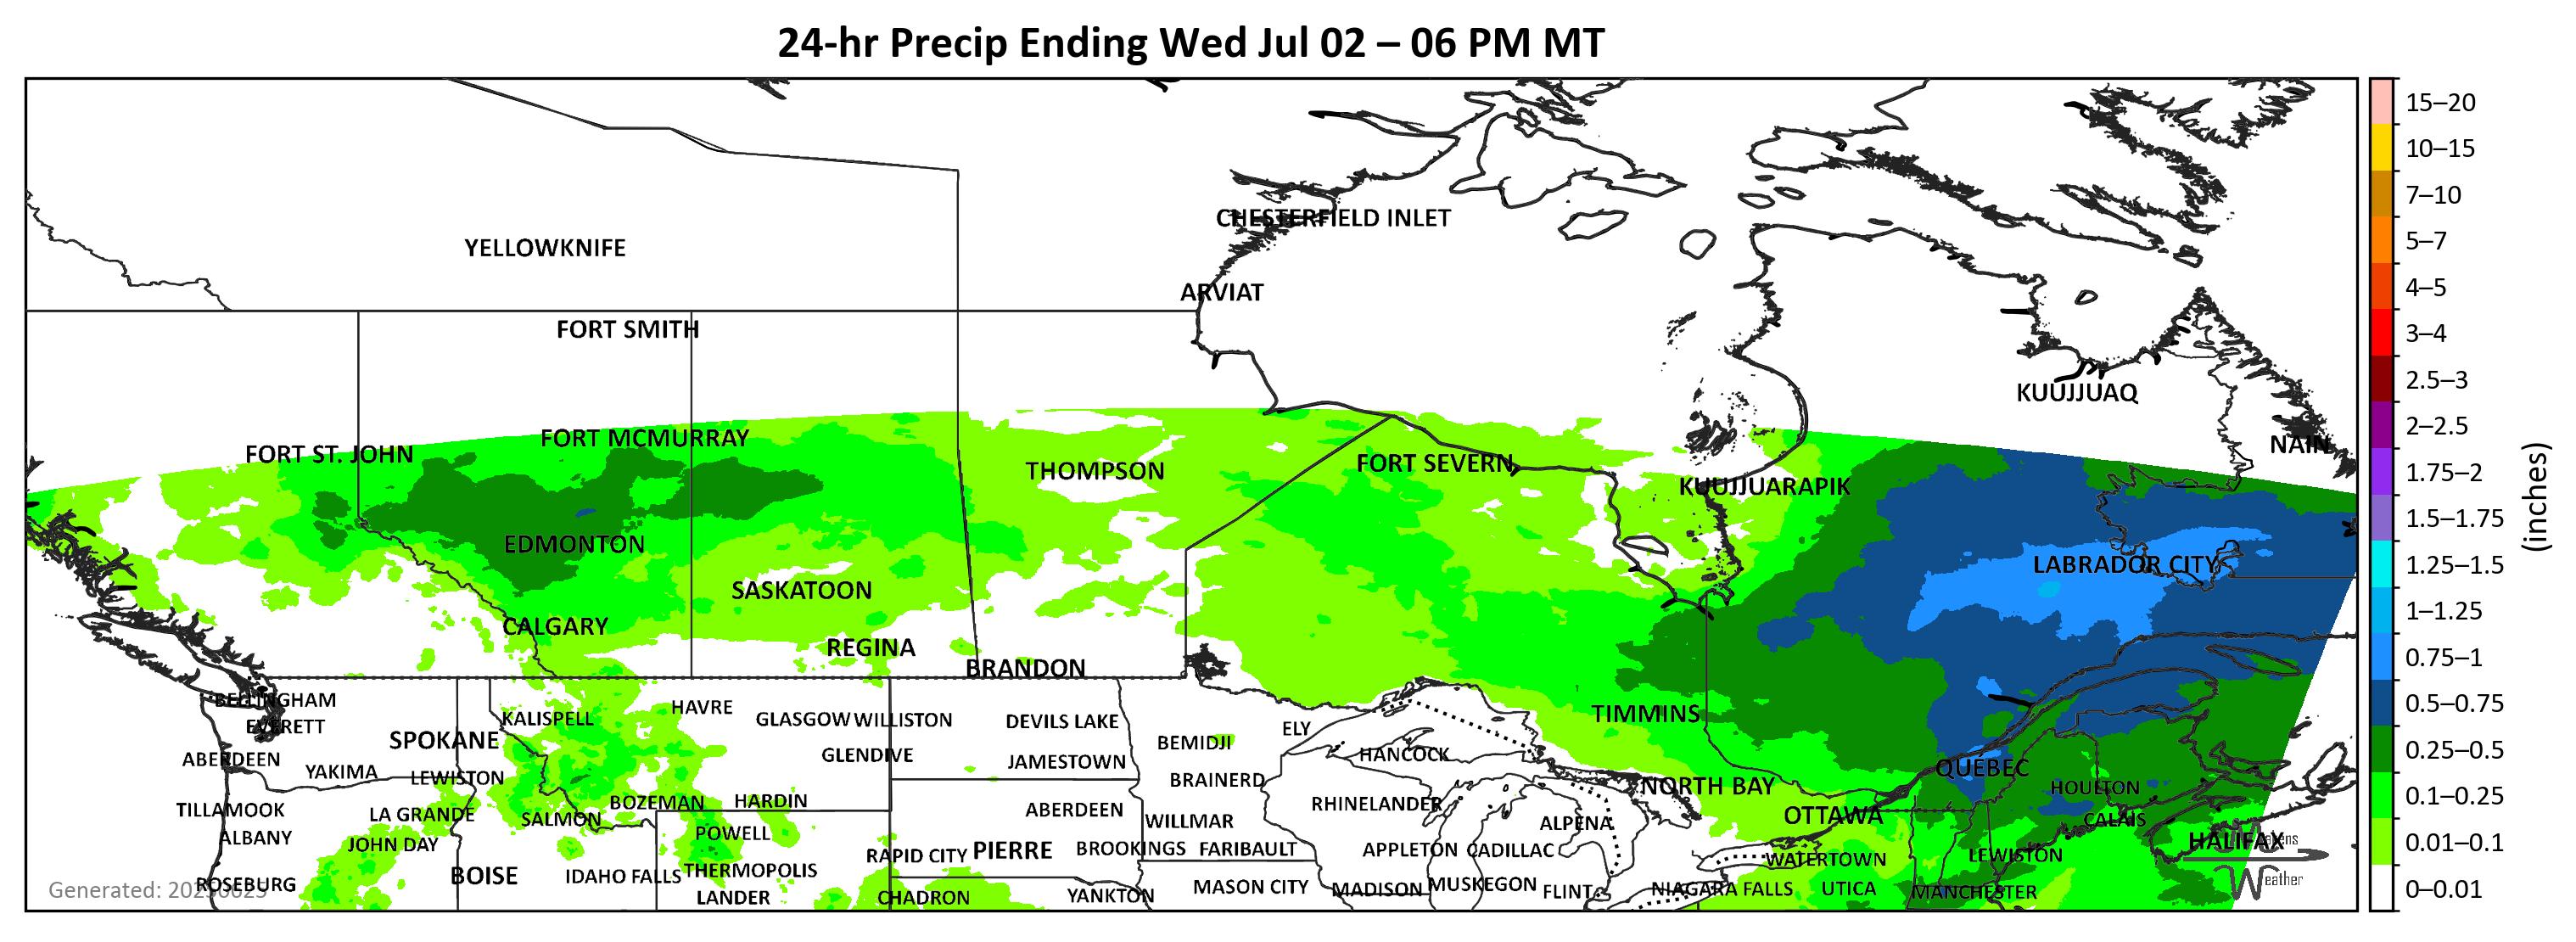 24-hr Precip Ending Wed Jul 02 – 06 PM MT
15–20
10–15
7–10
5–7
4–5
3–4
2.5–3
2–2.5
1.75–2
1.5–1.75
1.25–1.5
1–1.25
0.75–1
0.5–0.75
0.25–0.5
0.1–0.25
0.01–0.1
0–0.01
(inches)
CHESTERFIELD INLET
YELLOWKNIFE
ARVIAT
FORT SMITH
KUUJJUAQ
FORT MCMURRAY
NAIN
FORT ST. JOHN
FORT SEVERN
THOMPSON
KUUJJUARAPIK
EDMONTON
LABRADOR CITY
SASKATOON
CALGARY
REGINA
BRANDON
BELLINGHAM
HAVRE
TIMMINS
KALISPELL
GLASGOW
WILLISTON
DEVILS LAKE
EVERETT
ELY
SPOKANE
BEMIDJI
GLENDIVE
HANCOCK
ABERDEEN
JAMESTOWN
QUEBEC
YAKIMA
LEWISTON
BRAINERD
NORTH BAY
HOULTON
BOZEMAN
HARDIN
RHINELANDER
TILLAMOOK
LA GRANDE
ABERDEEN
OTTAWA
SALMON
WILLMAR
CALAIS
ALPENA
POWELL
ALBANY
HALIFAX
JOHN DAY
BROOKINGS
FARIBAULT
APPLETON
CADILLAC
PIERRE
RAPID CITY
LEWISTON
WATERTOWN
THERMOPOLIS
BOISE
IDAHO FALLS
ROSEBURG
MUSKEGON
MASON CITY
MADISON
FLINT
NIAGARA FALLS
UTICA
MANCHESTER
YANKTON
LANDER
CHADRON
Generated:
eather